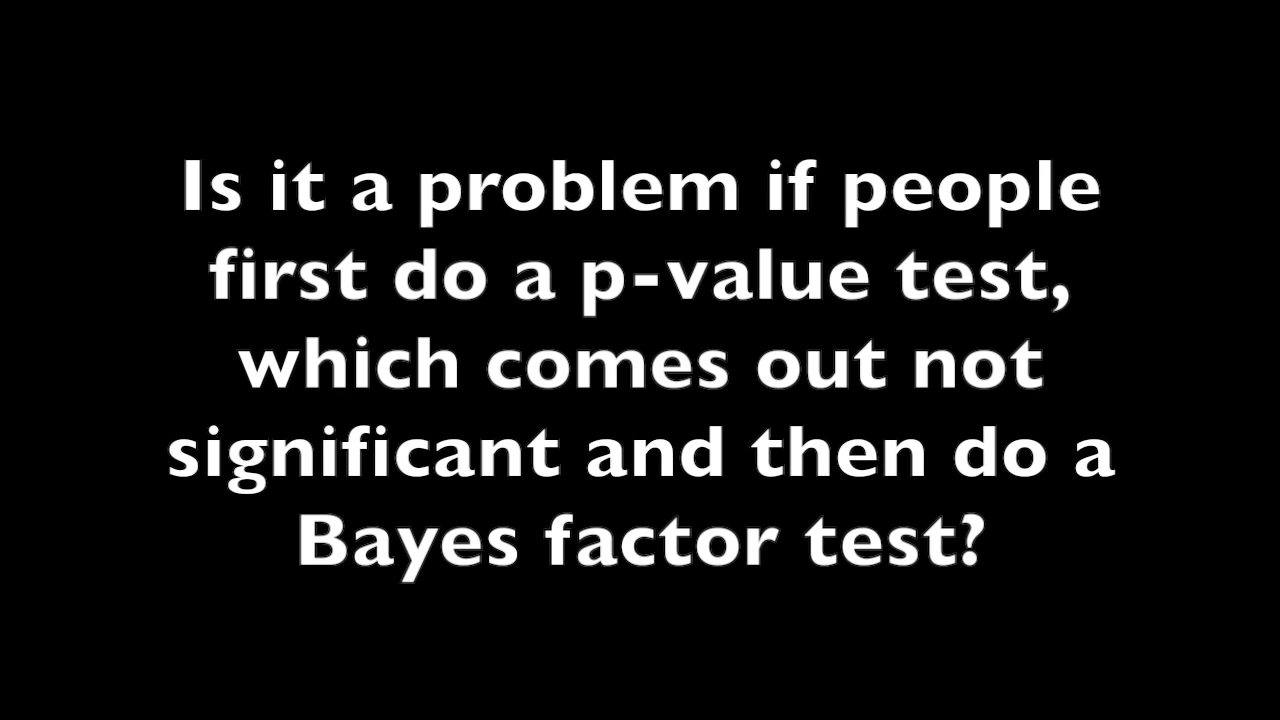 Is it a problem if people
first do a p-value test,
which comes out not
significant and then do a
Bayes factor test?